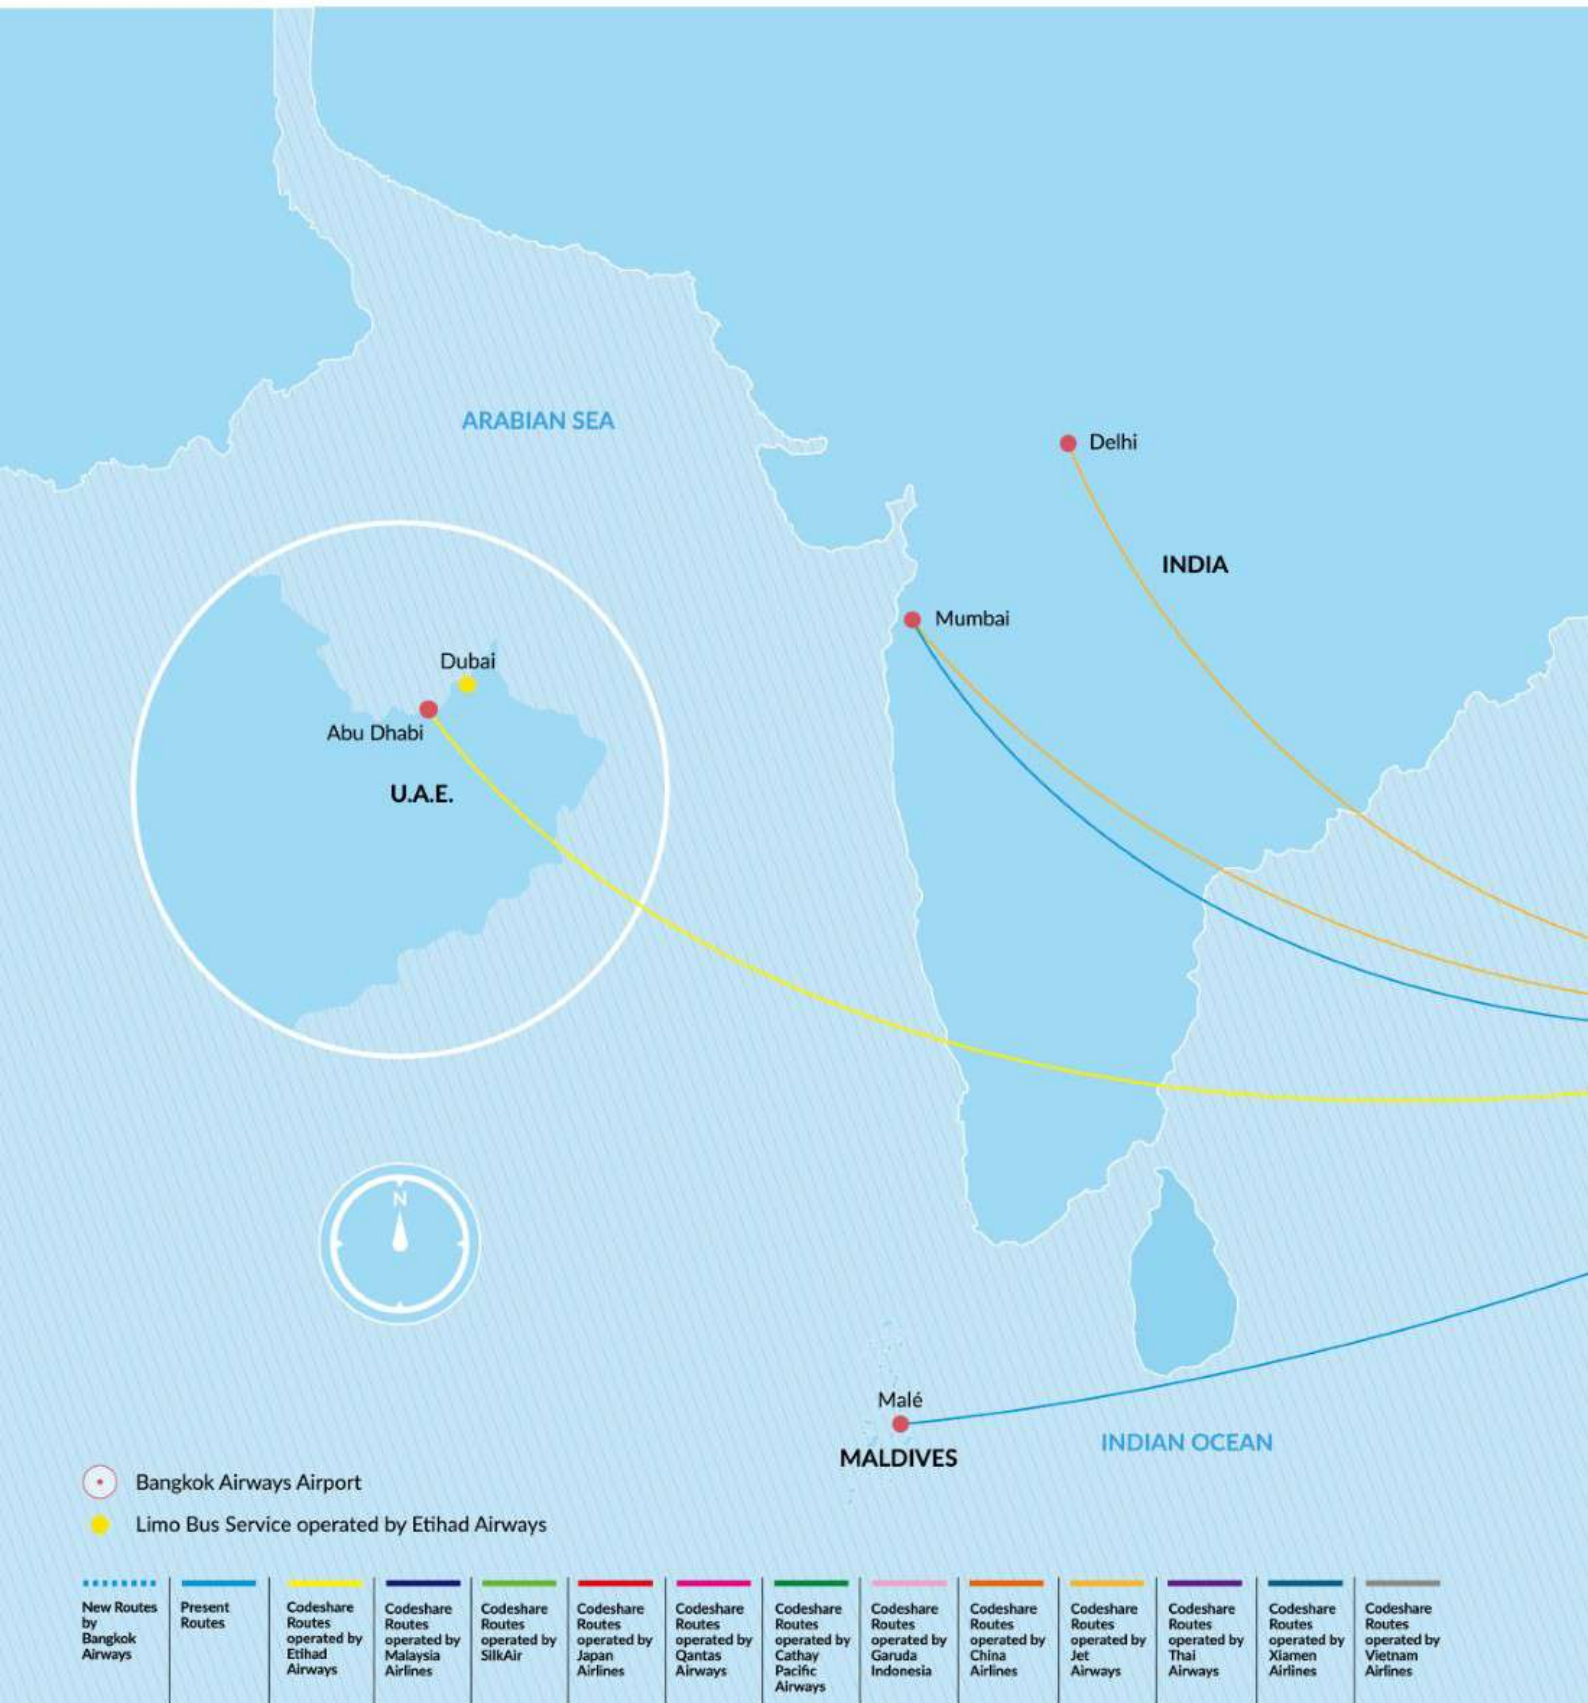 ARABIAN SEA
Delhi
INDIA
Mumbai
Dubai
Abu Dhabi
U.A.E.
N
Malé
MALDIVES
INDIAN OCEAN
Bangkok Airways Airport
Limo Bus Service operated by Etihad Airways
New Routes
by
Bangkok
Airways
Present
Routes
Codeshare
Routes
operated by
Etihad
Airways
Codeshare
Routes
operated by
Malaysia
Airlines
Codeshare
Routes
operated by
SilkAir
Codeshare
Routes
operated by
Japan
Airlines
Codeshare
Routes
operated by
Qantas
Airways
Codeshare
Routes
operated by
Cathay
Pacific
Airways
Codeshare
Routes
operated by
Garuda
Indonesia
Codeshare
Routes
operated by
China
Airlines
Codeshare
Routes
operated by
Jet
Airways
Codeshare
Routes
operated by
Thai
Airways
Codeshare
Routes
operated by
Xiamen
Airlines
Codeshare
Routes
operated by
Vietnam
Airlines